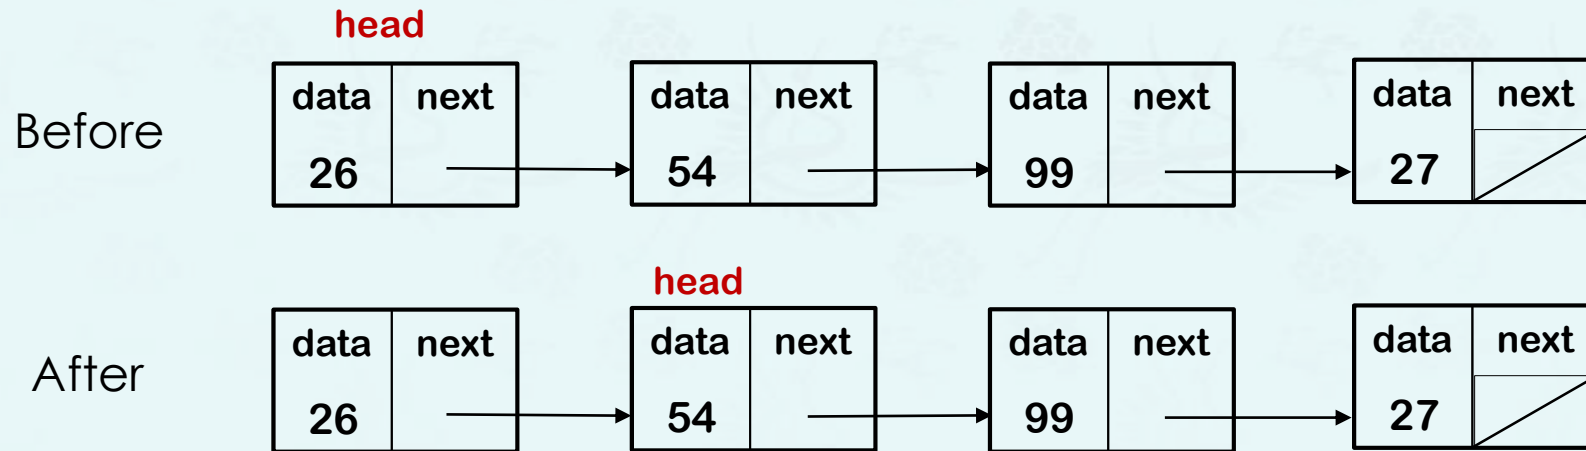 head
Before
data next data next data next data next
26 54 99 27
head
After
data next data next data next data next
26 54 99 27